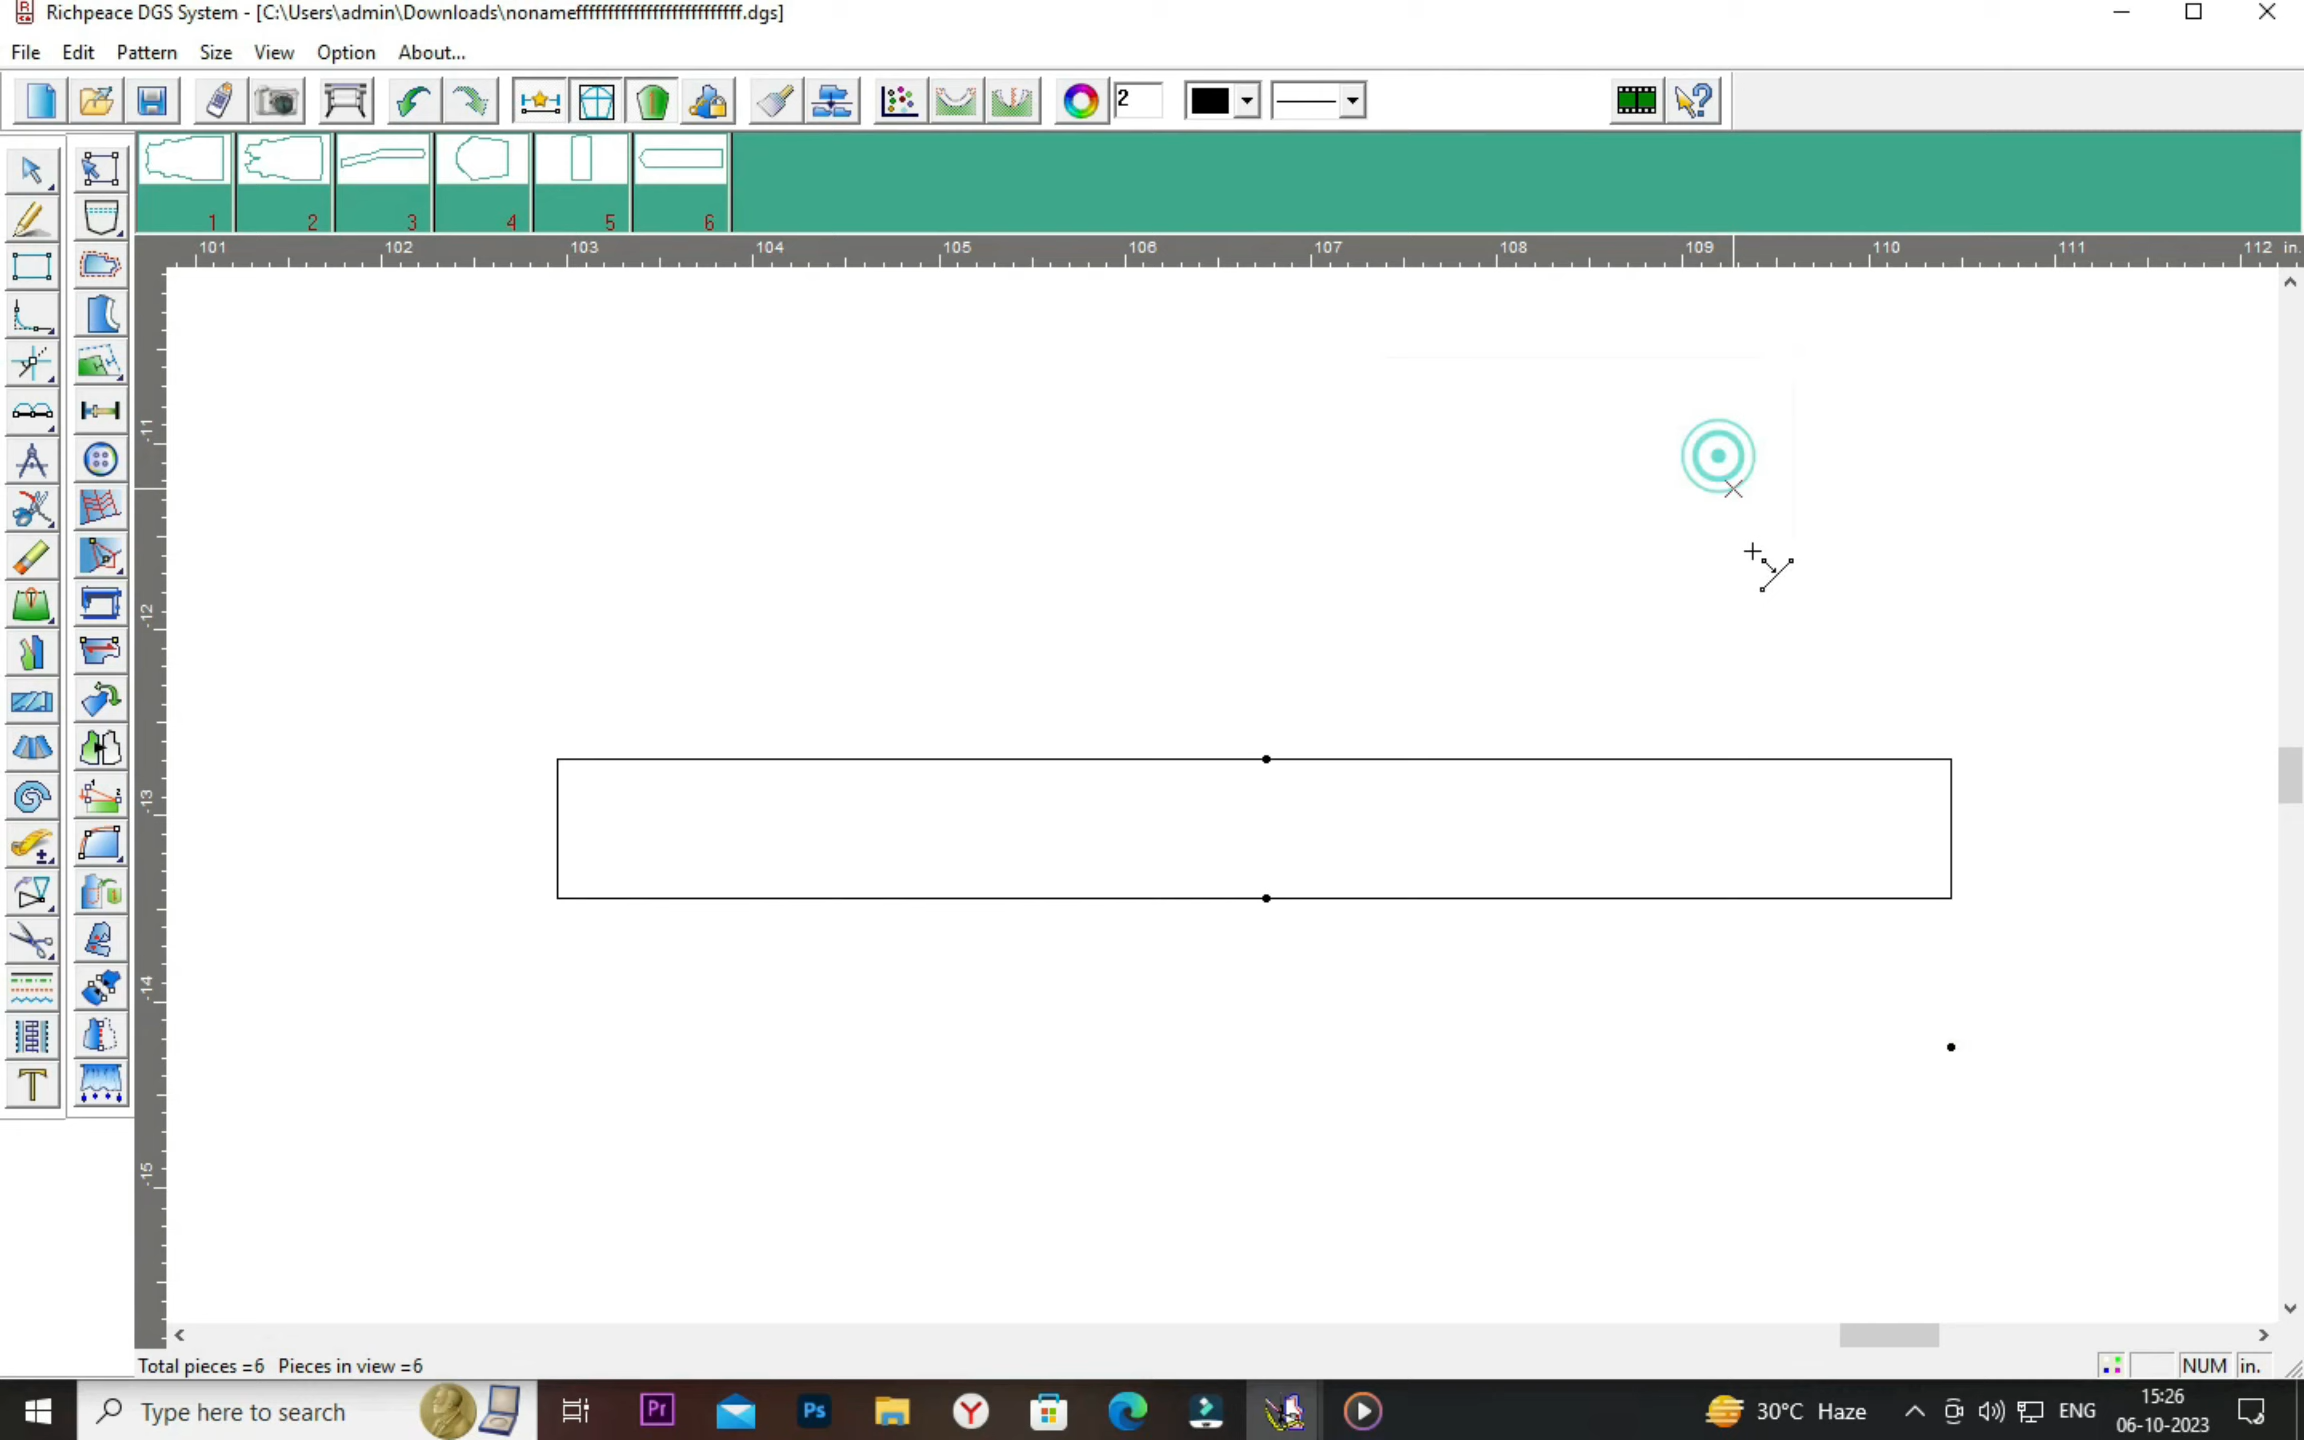 Richpeace DGS System - [C:\Users\admin\Downloads\nonamefffffffffffffffffffffffffff.dgs]
File Edit Pattern Size View Option About...
2
1 2 3 4 5 6
101 102 103 104 105 106 107 108 109 110 111 112 in.
-11
-12
-13
-14
-15
T
Total pieces =6 Pieces in view =6 NUM in.
Type here to search Pr Ps 30°C Haze ENG 15:26
06-10-2023